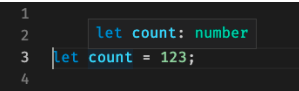 1
2
let count: number
3 let count = 123;
4